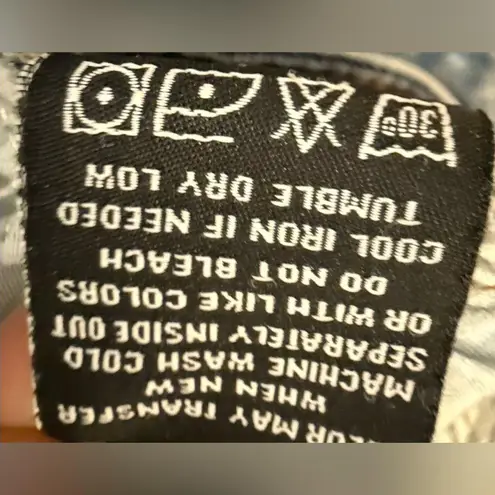 MAY TRANSFER
WHEN NEW
MACHINE WASH COLD
SEPARATELY INSIDE OUT
OR WITH LIKE COLORS
DO NOT BLEACH
COOL IRON IF NEEDED
TUMBLE DRY LOW
30°